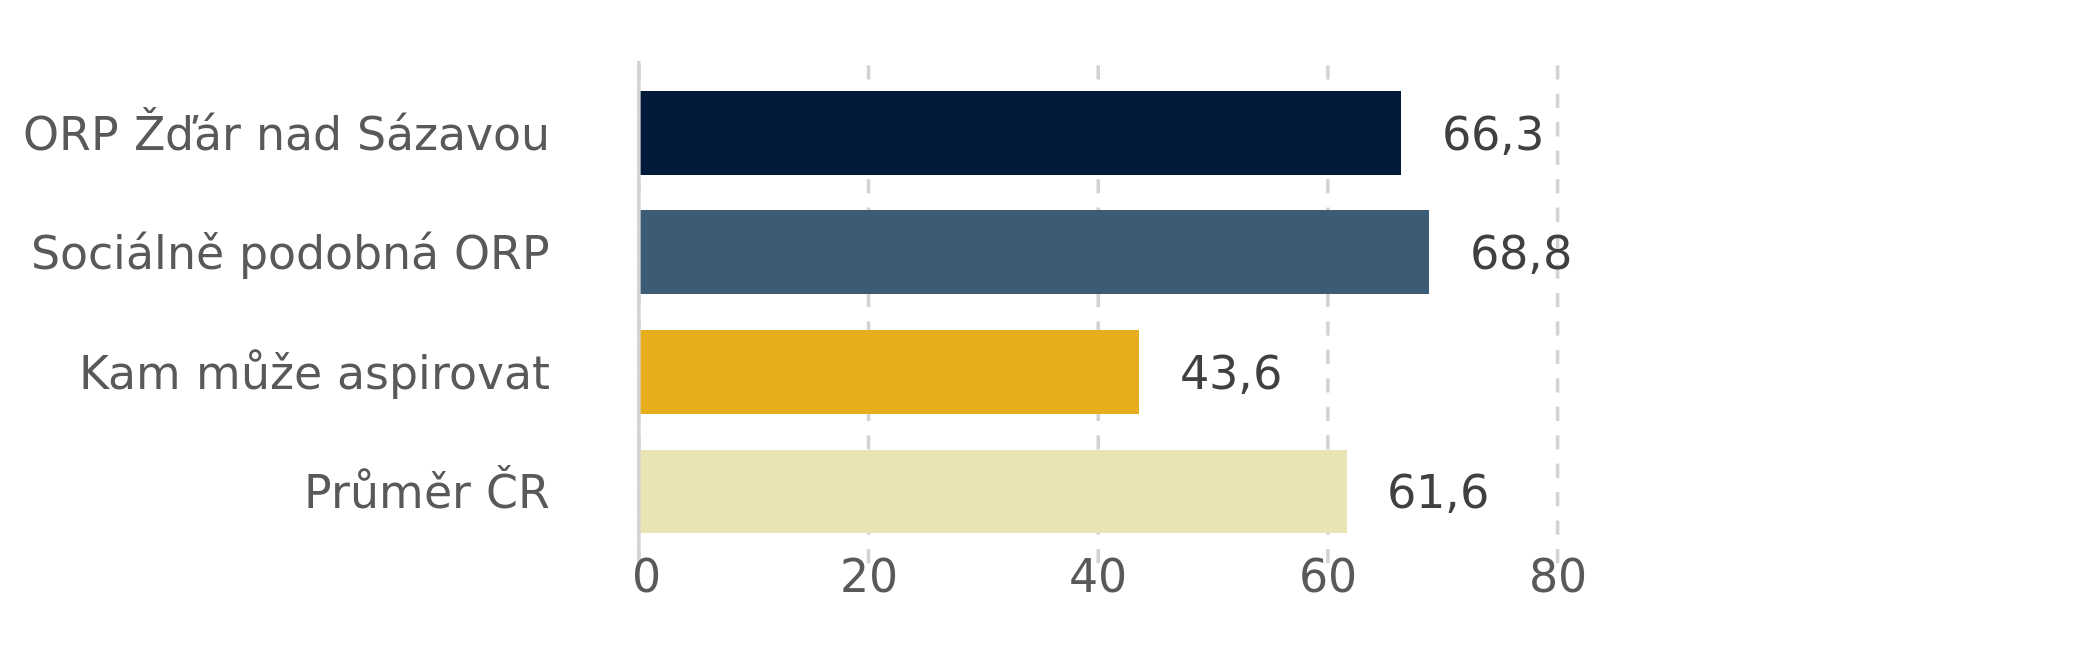 ORP Žďár nad Sázavou 66,3
Sociálně podobná ORP 68,8
Kam může aspirovat 43,6
Průměr ČR 61,6
0 20 40 60 80